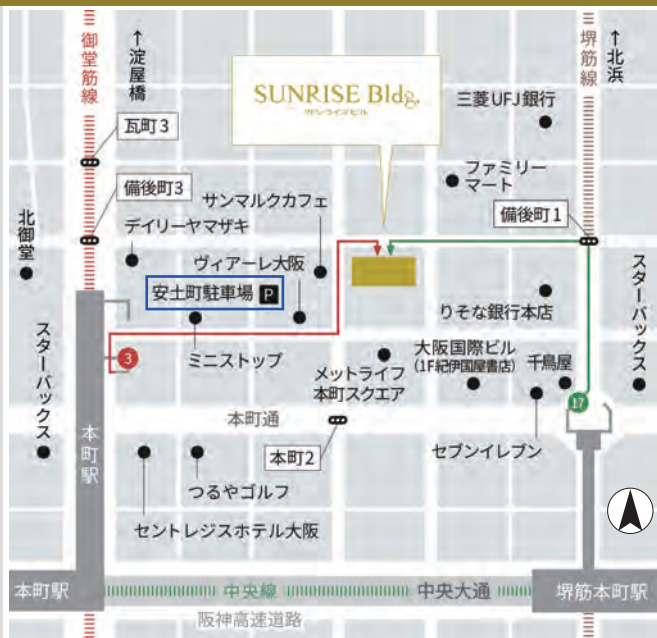 御堂筋線
↑淀屋橋
瓦町3
備後町3
SUNRISE Bldg.
サンライズビル
堺筋線
↑北浜
三菱UFJ銀行
ファミリー
マート
備後町1
サンマルクカフェ
デイリーヤマザキ
北御堂
ヴィアーレ大阪
安土町駐車場 P
りそな銀行本店
スターバックス
スターバックス
3
ミニストップ
メットライフ
本町スクエア
大阪国際ビル
(1F紀伊国屋書店)
千鳥屋
17
セブンイレブン
本町通
本町2
本町駅
つるやゴルフ
セントレジスホテル大阪
本町駅
中央線
中央大通
堺筋本町駅
阪神高速道路